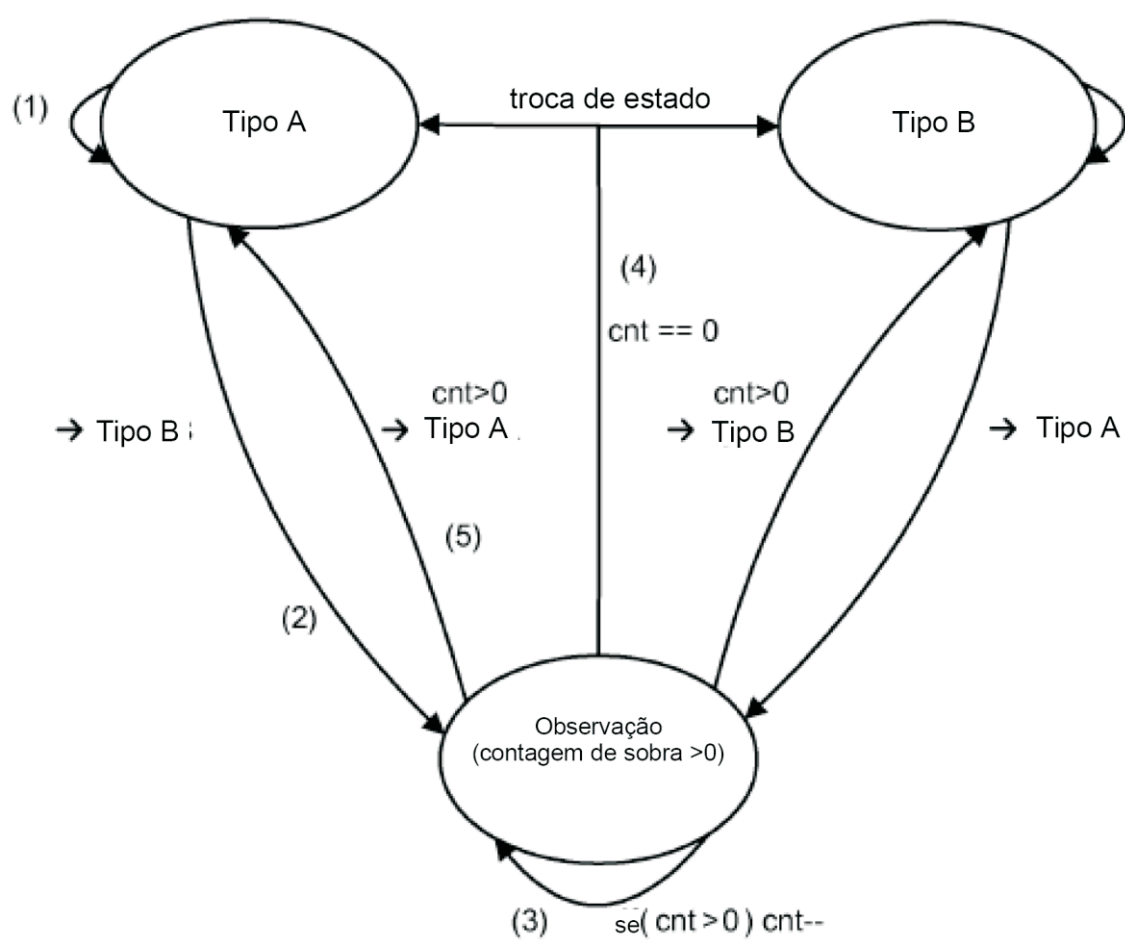 (1)
Tipo A
troca de estado
Tipo B
(4)
cnt == 0
cnt>0
→ Tipo A
cnt>0
→ Tipo B
→ Tipo B
→ Tipo A
(5)
(2)
Observação
(contagem de sobra >0)
(3)
se( cnt>0 ) cnt--